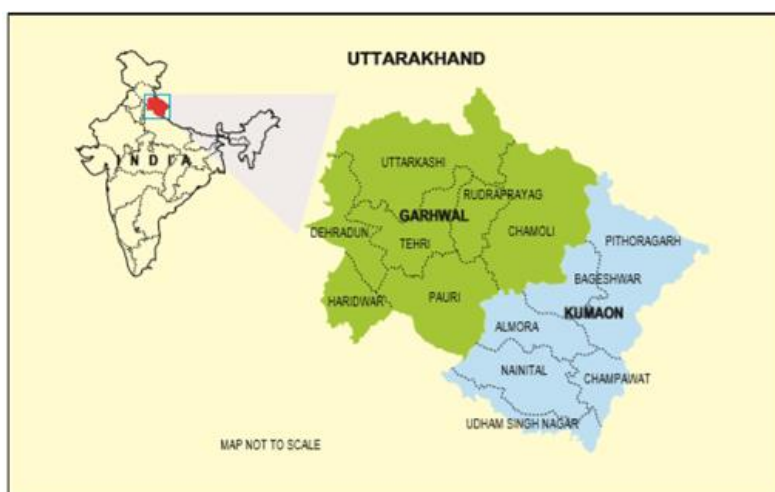 UTTARAKHAND
INDIA
UTTARKASHI
RUDRAPRAYAG
GARHWAL
CHAMOLI
DEHRADUN
TEHRI
PITHORAGARH
BAGESHWAR
HARIDWAR
PAURI
KUMAON
ALMORA
NAINITAL
CHAMPAWAT
UDHAM SINGH NAGAR
MAP NOT TO SCALE